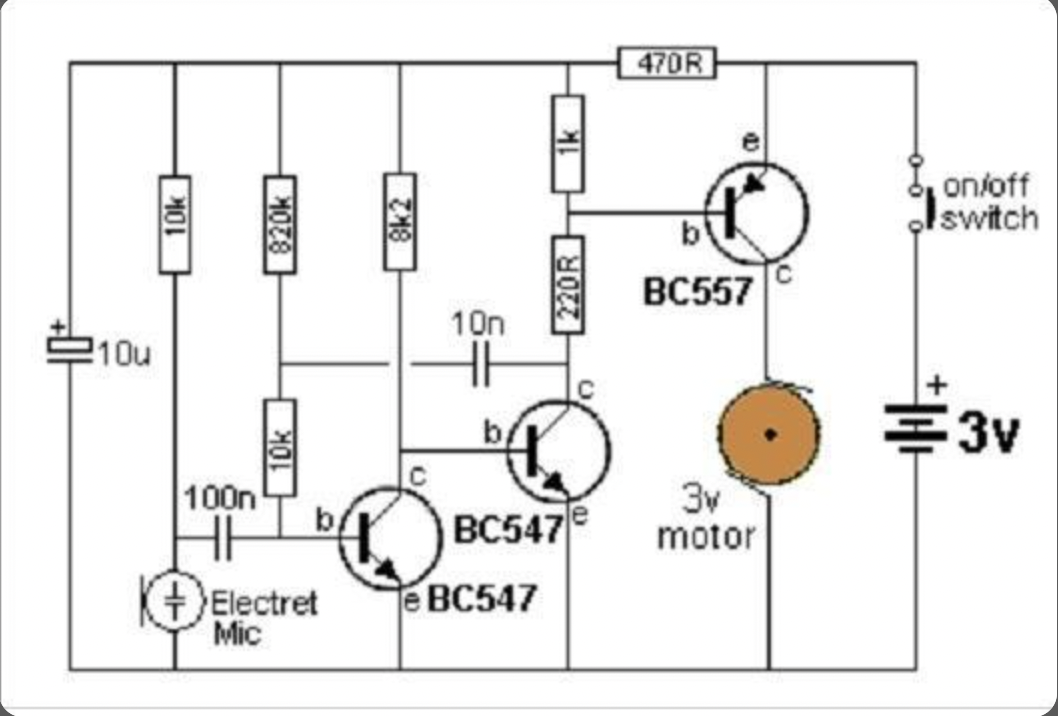 470R
1k
e
10k
820k
8k2
on/off
switch
b
220R
c
BC557
10n
+
10u
+
c
3v
b
10k
c
3v
motor
100n
b
BC547
e
e
BC547
Electret
Mic